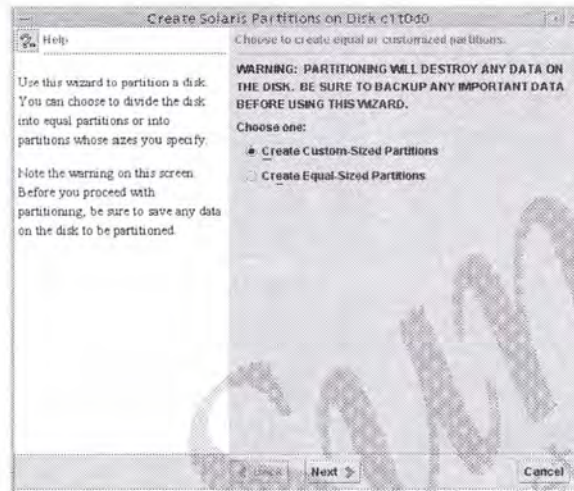 Create Solaris Partitions on Disk c1t0d0
Help
Use this wizard to partition a disk.
You can choose to divide the disk
into equal partitions or into
partitions whose sizes you specify.
Note the warning on this screen.
Before you proceed with
partitioning, be sure to save any data
on the disk to be partitioned.
Choose to create equal or customized partitions.
WARNING: PARTITIONING WILL DESTROY ANY DATA ON
THE DISK. BE SURE TO BACKUP ANY IMPORTANT DATA
BEFORE USING THIS WIZARD.
Choose one:
Create Custom-Sized Partitions
Create Equal-Sized Partitions
Sun
Back
Next
Cancel